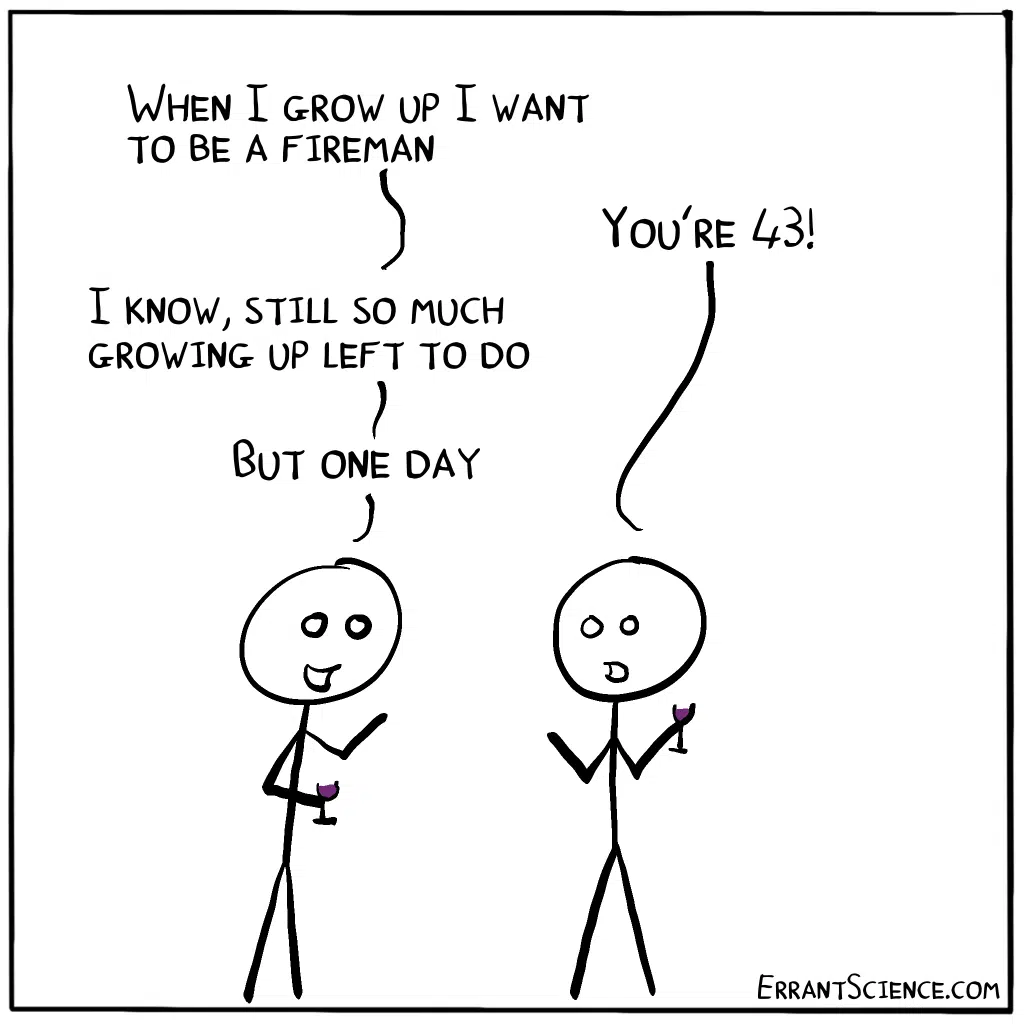 WHEN I GROW UP I WANT
TO BE A FIREMAN
YOU'RE 43!
I KNOW, STILL SO MUCH
GROWING UP LEFT TO DO
BUT ONE DAY
ERRANTSCIENCE.COM